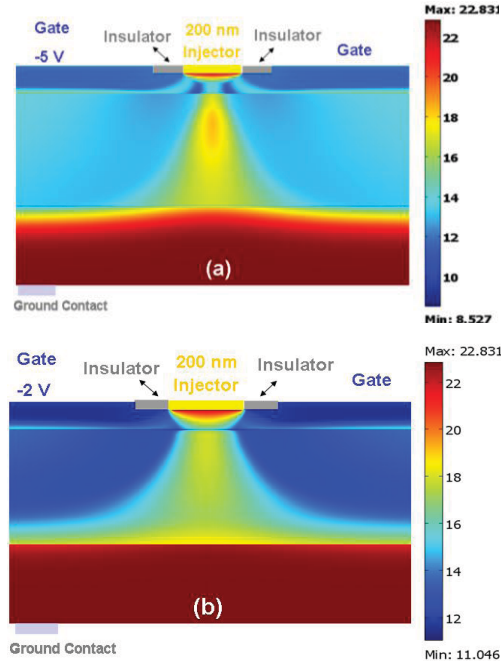 Max: 22.831
Gate
-5 V
Insulator
200 nm
Injector
Insulator
Gate
22
20
18
16
14
12
10
(a)
Ground Contact
Min: 8.527
Max: 22.831
Gate
-2 V
Insulator
200 nm
Injector
Insulator
Gate
22
20
18
16
14
12
(b)
Ground Contact
Min: 11.046